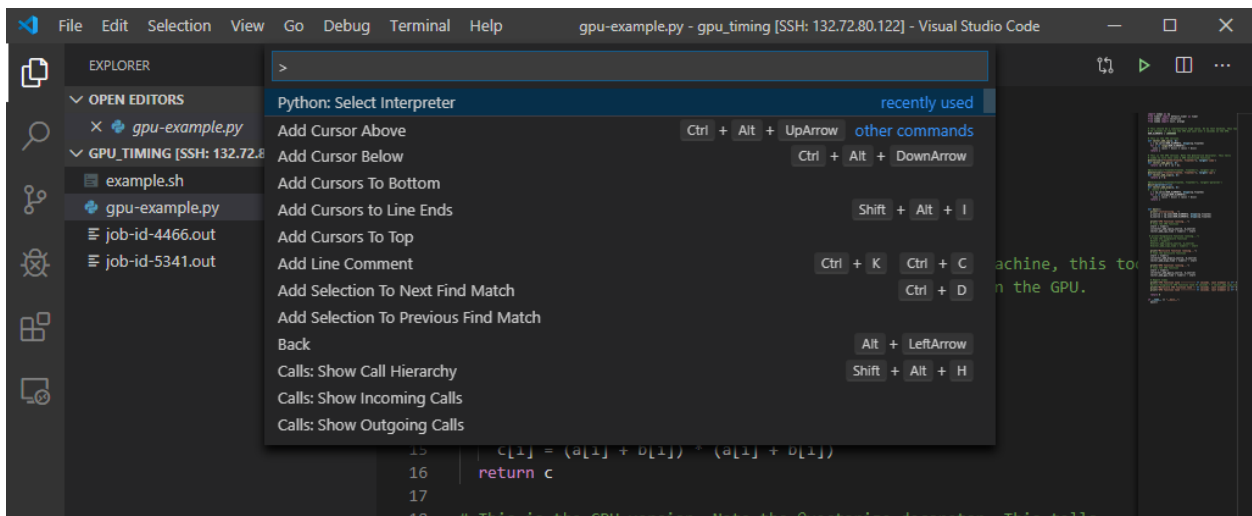 File Edit Selection View Go Debug Terminal Help gpu-example.py - gpu_timing [SSH: 132.72.80.122] - Visual Studio Code
EXPLORER
OPEN EDITORS
gpu-example.py
GPU_TIMING [SSH: 132.72.8
example.sh
gpu-example.py
job-id-4466.out
job-id-5341.out
>
Python: Select Interpreter recently used
Add Cursor Above Ctrl + Alt + UpArrow other commands
Add Cursor Below Ctrl + Alt + DownArrow
Add Cursors To Bottom
Add Cursors to Line Ends Shift + Alt + I
Add Cursors To Top
Add Line Comment Ctrl + K Ctrl + C
Add Selection To Next Find Match Ctrl + D
Add Selection To Previous Find Match
Back Alt + LeftArrow
Calls: Show Call Hierarchy Shift + Alt + H
Calls: Show Incoming Calls
Calls: Show Outgoing Calls
achine, this too
n the GPU.
15 c[i] = (a[i] + b[i]) * (a[i] + b[i])
16 return c
17